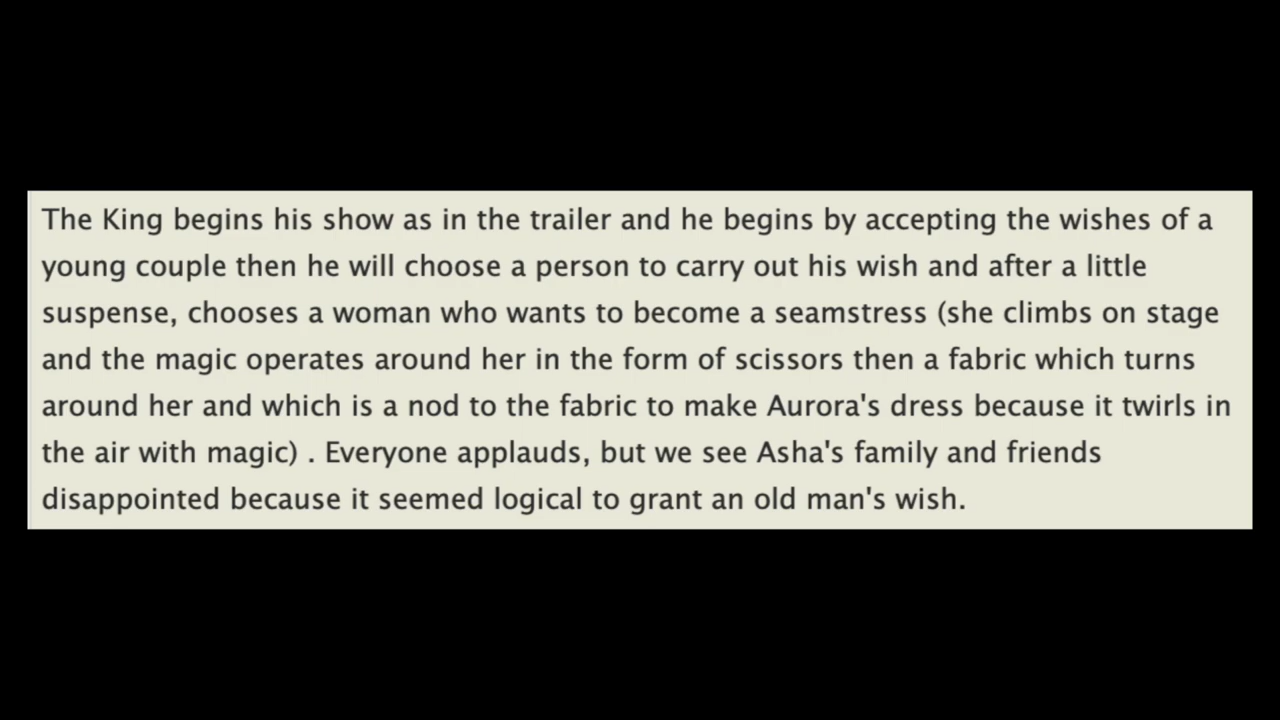 The King begins his show as in the trailer and he begins by accepting the wishes of a
young couple then he will choose a person to carry out his wish and after a little
suspense, chooses a woman who wants to become a seamstress (she climbs on stage
and the magic operates around her in the form of scissors then a fabric which turns
around her and which is a nod to the fabric to make Aurora's dress because it twirls in
the air with magic) . Everyone applauds, but we see Asha's family and friends
disappointed because it seemed logical to grant an old man's wish.